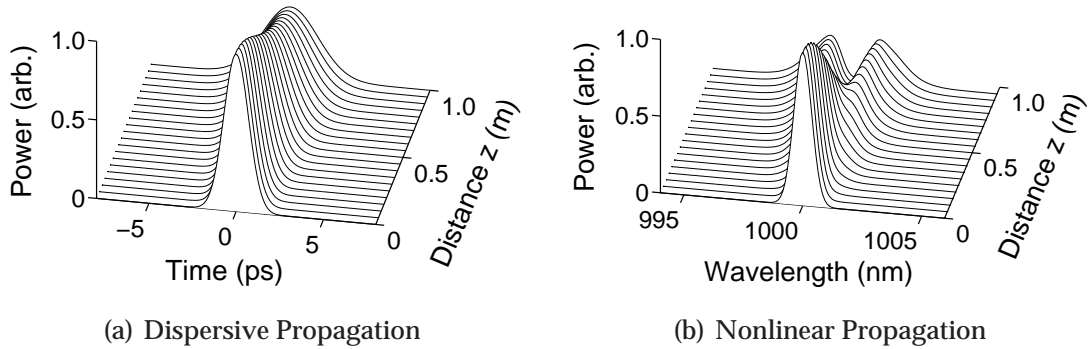 Power (arb.)
1.0
0.5
0
−5
0
5
Time (ps)
0
0.5
1.0
Distance z (m)
(a) Dispersive Propagation
Power (arb.)
1.0
0.5
0
995
1000
1005
Wavelength (nm)
0
0.5
1.0
Distance z (m)
(b) Nonlinear Propagation